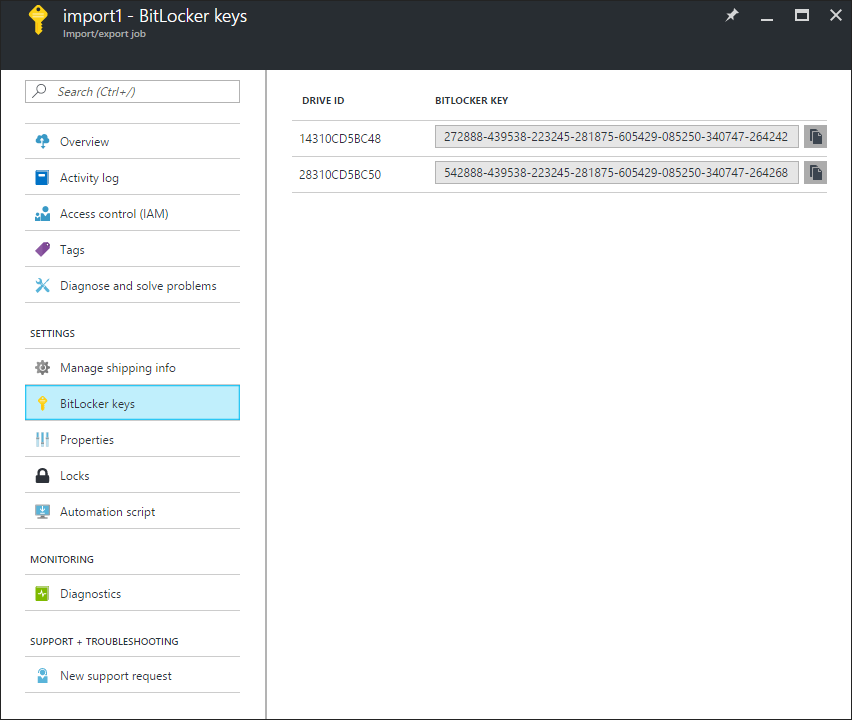 import1 - BitLocker keys
Import/export job
Search (Ctrl+/)
Overview
Activity log
Access control (IAM)
Tags
Diagnose and solve problems
SETTINGS
Manage shipping info
BitLocker keys
Properties
Locks
Automation script
MONITORING
Diagnostics
SUPPORT + TROUBLESHOOTING
New support request
DRIVE ID BITLOCKER KEY
14310CD5BC48 272888-439538-223245-281875-605429-085250-340747-264242
28310CD5BC50 542888-439538-223245-281875-605429-085250-340747-264268